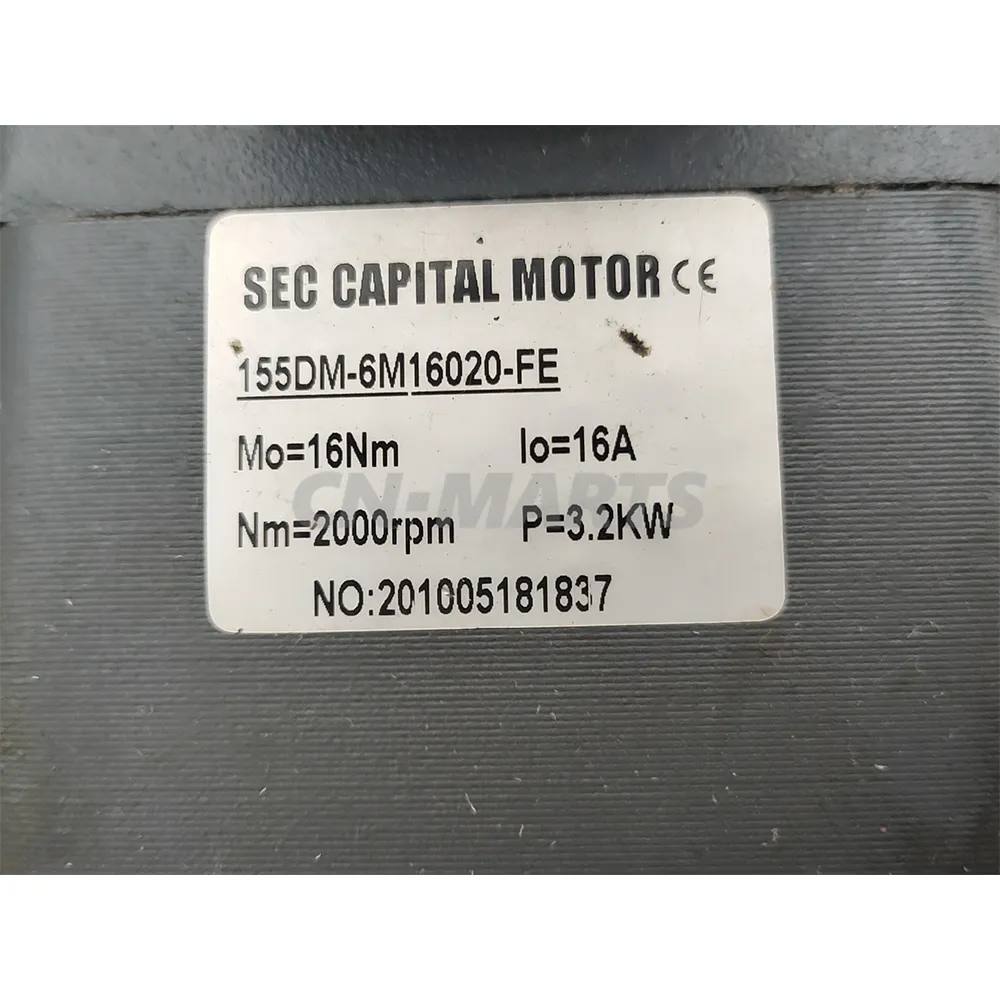 SEC CAPITAL MOTOR CE
155DM-6M16020-FE
Mo=16Nm Io=16A
CN-MARTS
Nm=2000rpm P=3.2KW
NO:201005181837